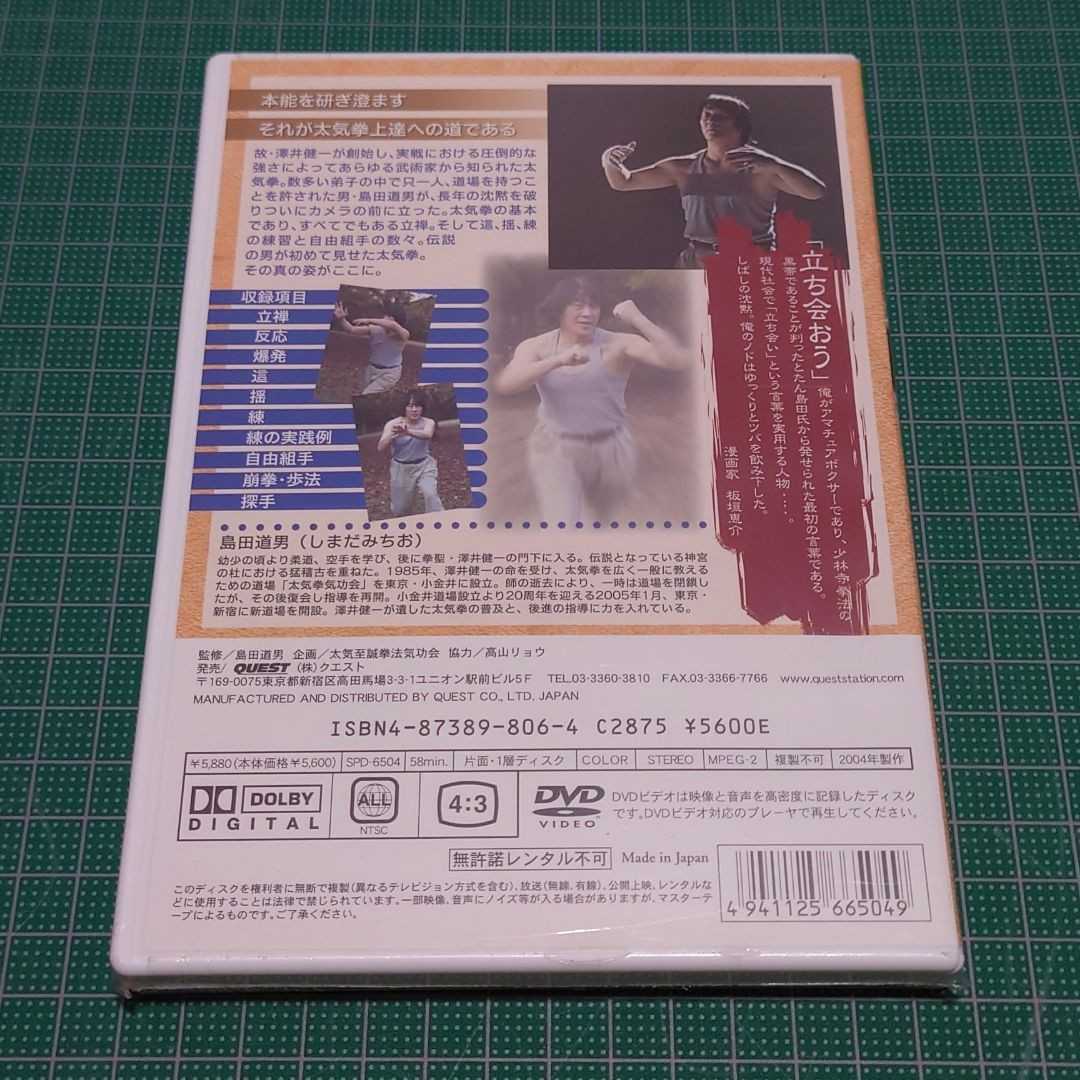 本能を研ぎ澄ます
それが太気拳上達への道である
故・澤井健一が創始し、実戦における圧倒的な
強さによってあらゆる武術家から知られた太
気拳。数多い弟子の中で只一人、道場を持つこ
とを許された男・島田道男が、長年の沈黙を破
りついにカメラの前に立った。太気拳の基本
であり、すべてでもある立禅。そして這、揺、練
の練習と自由組手の数々。伝説
の男が初めて見せた太気拳。
その真の姿がここに。
収録項目
立禅
反応
爆発
這
揺
練
練の実践例
自由組手
崩拳・歩法
探手
「立ち会おう」俺がアマチュアボクサーであり、少林寺拳法の
黒帯であることが判ったとたん島田氏から発せられた最初の言葉である。
現代社会で「立ち会い」という言葉を実用する人物‥‥。
しばしの沈黙。俺のノドはゆっくりとツバを飲み下した。
漫画家 板垣恵介
島田道男（しまだみちお）
幼少の頃より柔道、空手を学び、後に拳聖・澤井健一の門下に入る。伝説となっている神宮
の杜における猛稽古を重ねた。1985年、澤井健一の命を受け、太気拳を広く一般に教える
ための道場「太気拳気功会」を東京・小金井に設立。師の逝去により、一時は道場を閉鎖し
たが、その後復会し指導を再開。小金井道場設立より20周年を迎える2005年1月、東京・
新宿に新道場を開設。澤井健一が遺した太気拳の普及と、後進の指導に力を入れている。
監修／島田道男 企画／太気至誠拳法気功会 協力／高山リョウ
発売／ QUEST （株）クエスト
〒169-0075東京都新宿区高田馬場3-3-1ユニオン駅前ビル5F TEL.03-3360-3810 FAX.03-3366-7766 www.queststation.com
MANUFACTURED AND DISTRIBUTED BY QUEST CO., LTD. JAPAN
ISBN4-87389-806-4 C2875 ¥5600E
¥5,880(本体価格¥5,600) SPD-6504 58min. 片面・1層ディスク COLOR STEREO MPEG-2 複製不可 2004年製作
DOLBY
DIGITAL
ALL
NTSC
4:3
DVD
VIDEO
DVDビデオは映像と音声を高密度に記録したディスク
です。DVDビデオ対応のプレーヤで再生してください。
無許諾レンタル不可 Made in Japan
このディスクを権利者に無断で複製（異なるテレビジョン方式を含む）、放送（無線、有線）、公開上映、レンタルな
どに使用することは法律で禁じられています。一部映像、音声にノイズ等が入る場合がありますが、マスターテ
ープによるものです。ご了承ください。
4 941125 665049